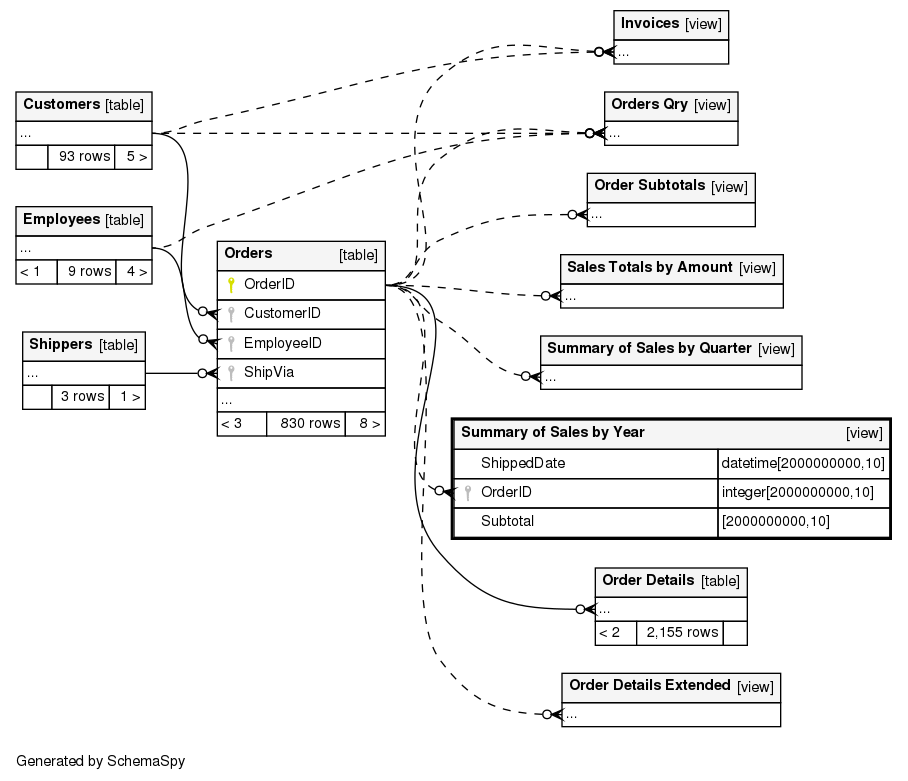 Invoices [view]
...
Customers [table]
...
93 rows 5 >
Orders Qry [view]
...
Order Subtotals [view]
...
Employees [table]
...
< 1 9 rows 4 >
Orders [table]
OrderID
CustomerID
EmployeeID
ShipVia
...
< 3 830 rows 8 >
Sales Totals by Amount [view]
...
Shippers [table]
...
3 rows 1 >
Summary of Sales by Quarter [view]
...
Summary of Sales by Year [view]
ShippedDate datetime[2000000000,10]
OrderID integer[2000000000,10]
Subtotal [2000000000,10]
Order Details [table]
...
< 2 2,155 rows
Order Details Extended [view]
...
Generated by SchemaSpy